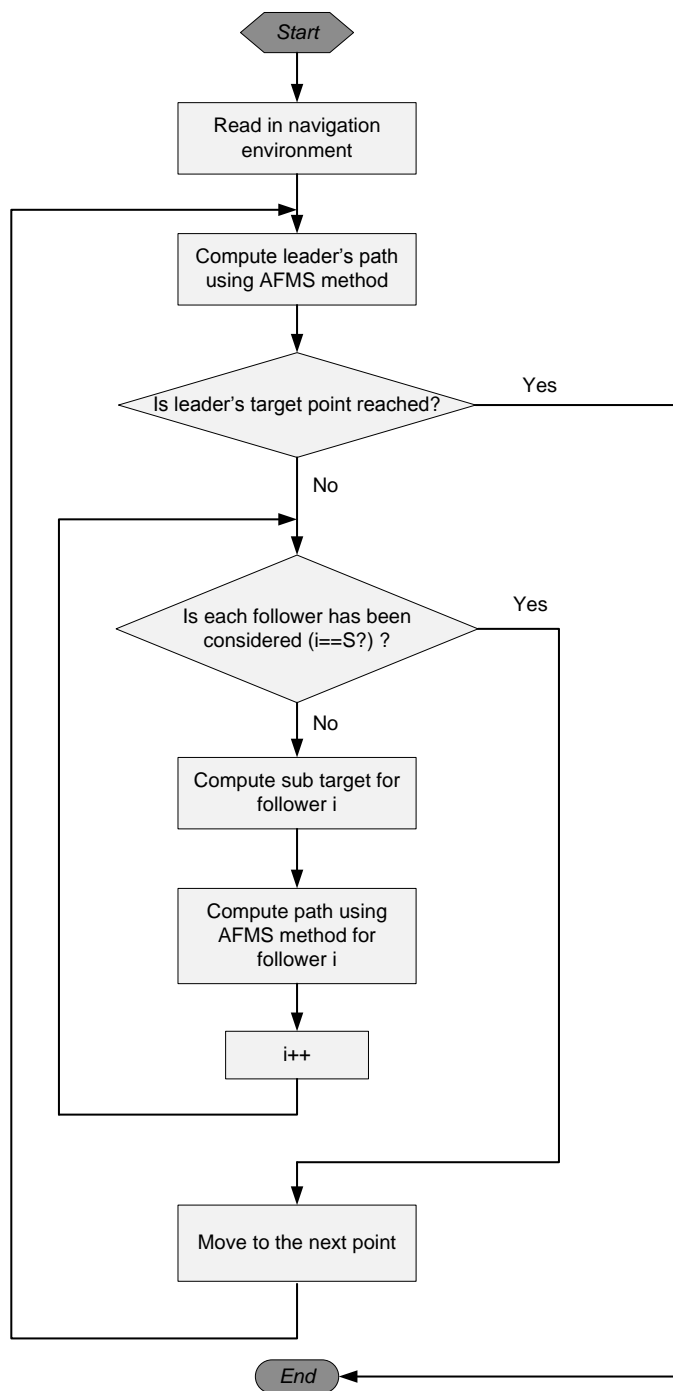 Start
Read in navigation
environment
Compute leader's path
using AFMS method
Is leader's target point reached?
Yes
No
Is each follower has been
considered (i==S?) ?
Yes
No
Compute sub target for
follower i
Compute path using
AFMS method for
follower i
i++
Move to the next point
End